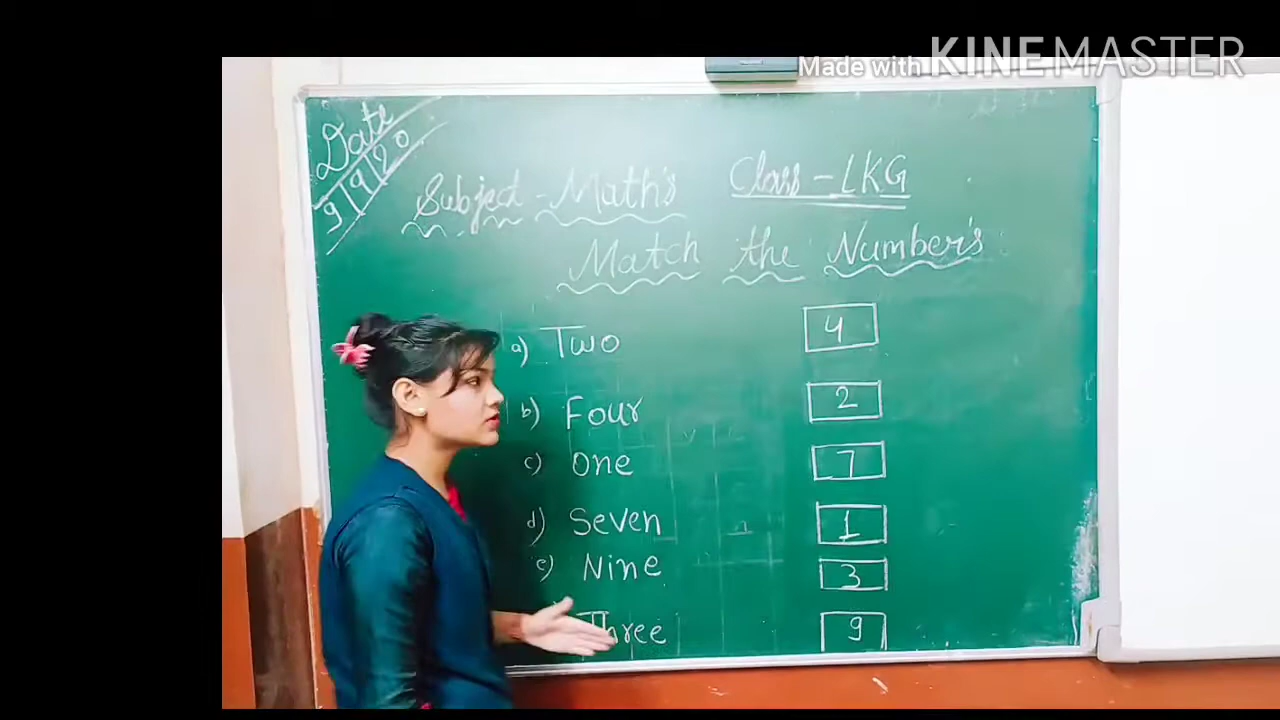 Made with KINEMASTER
Date
9/9/20
Subject - Math's Class - LKG
Match the Number's
a) Two 4
b) Four 2
c) One 7
d) Seven 1
e) Nine 3
Three 9